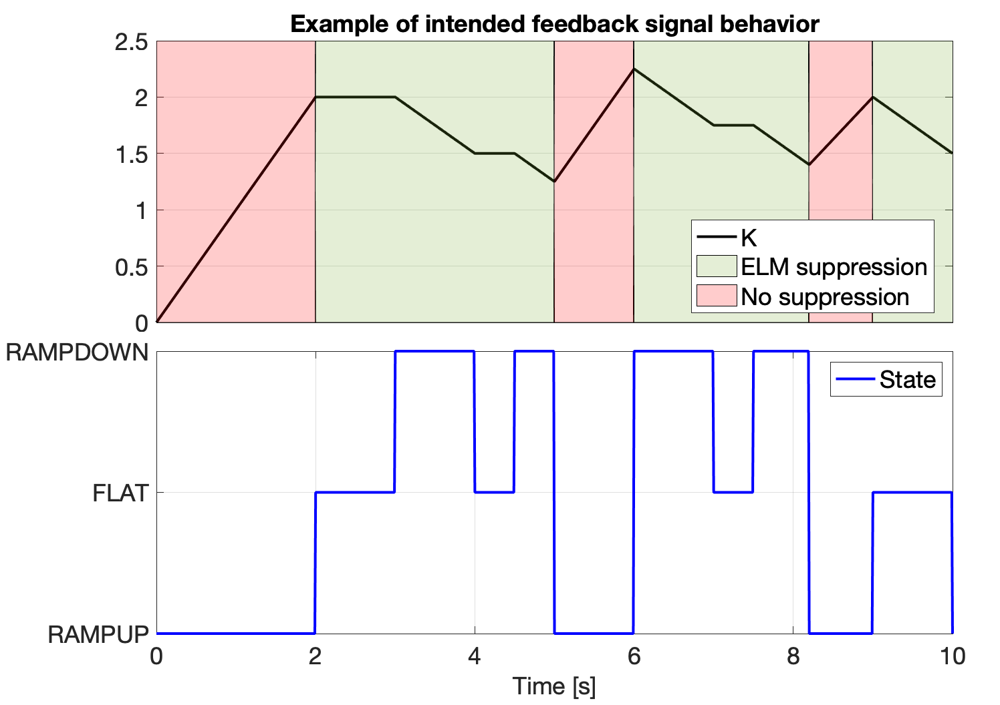 Example of intended feedback signal behavior
2.5
2
1.5
1
0.5
0
K
ELM suppression
No suppression
RAMPDOWN
FLAT
RAMPUP
State
0 2 4 6 8 10
Time [s]